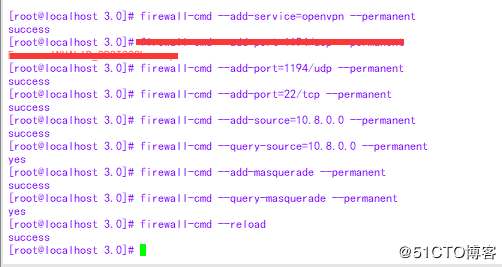 [root@localhost 3.0]# firewall-cmd --add-service=openvpn --permanent
success
[root@localhost 3.0]#
[root@localhost 3.0]# firewall-cmd --add-port=1194/udp --permanent
success
[root@localhost 3.0]# firewall-cmd --add-port=22/tcp --permanent
success
[root@localhost 3.0]# firewall-cmd --add-source=10.8.0.0 --permanent
success
[root@localhost 3.0]# firewall-cmd --query-source=10.8.0.0 --permanent
yes
[root@localhost 3.0]# firewall-cmd --add-masquerade --permanent
success
[root@localhost 3.0]# firewall-cmd --query-masquerade --permanent
yes
[root@localhost 3.0]# firewall-cmd --reload
success
[root@localhost 3.0]#
@51CTO博客